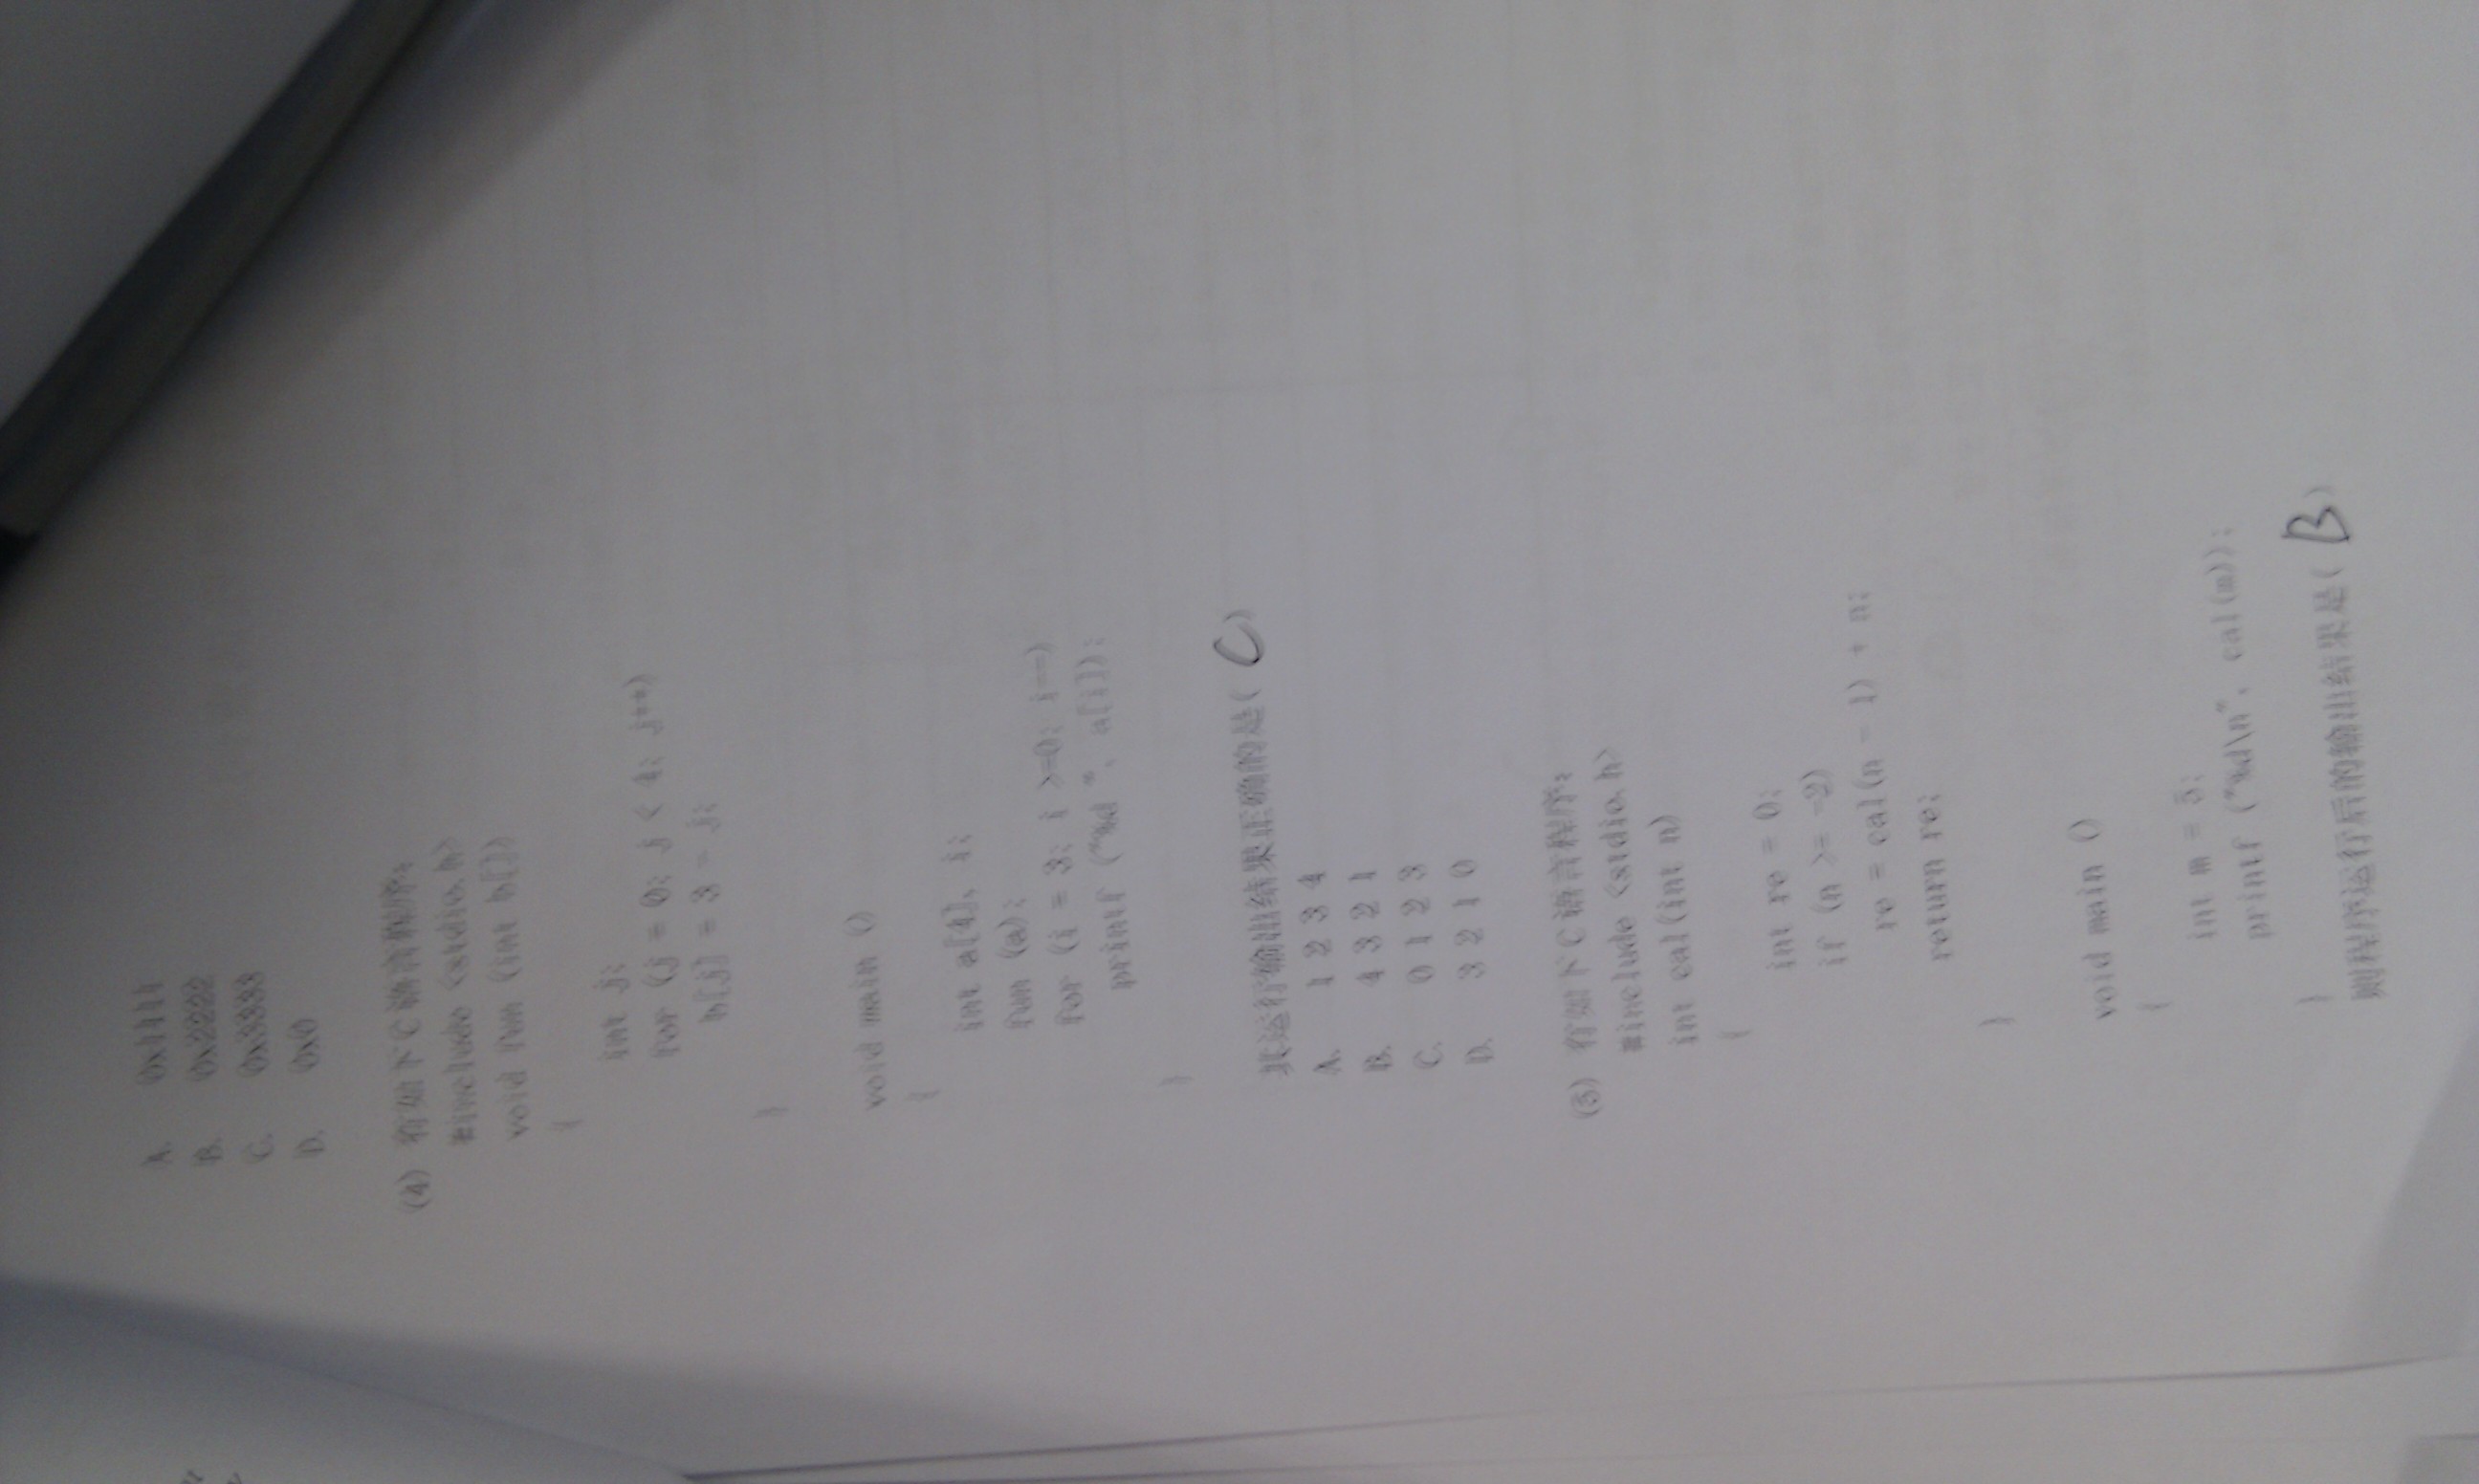 A. 0x1111
B. 0x2222
C. 0x3333
D. 0x0
(4) 有如下C语言程序:
#include <stdio.h>
void fun (int b[])
{
int j;
for (j = 0; j < 4; j++)
b[j] = 3 - j;
}
void main ()
{
int a[4], i;
fun (a);
for (i = 3; i >=0; i--)
printf ("%d ", a[i]);
}
其运行输出结果正确的是( C )
A. 1 2 3 4
B. 4 3 2 1
C. 0 1 2 3
D. 3 2 1 0
(5) 有如下C语言程序:
#include <stdio.h>
int cal(int n)
{
int re = 0;
if (n >= -2)
re = cal(n - 1) + n;
return re;
}
void main ()
{
int m = 5;
printf ("%d\n", cal(m));
}
则程序运行后的输出结果是( B )